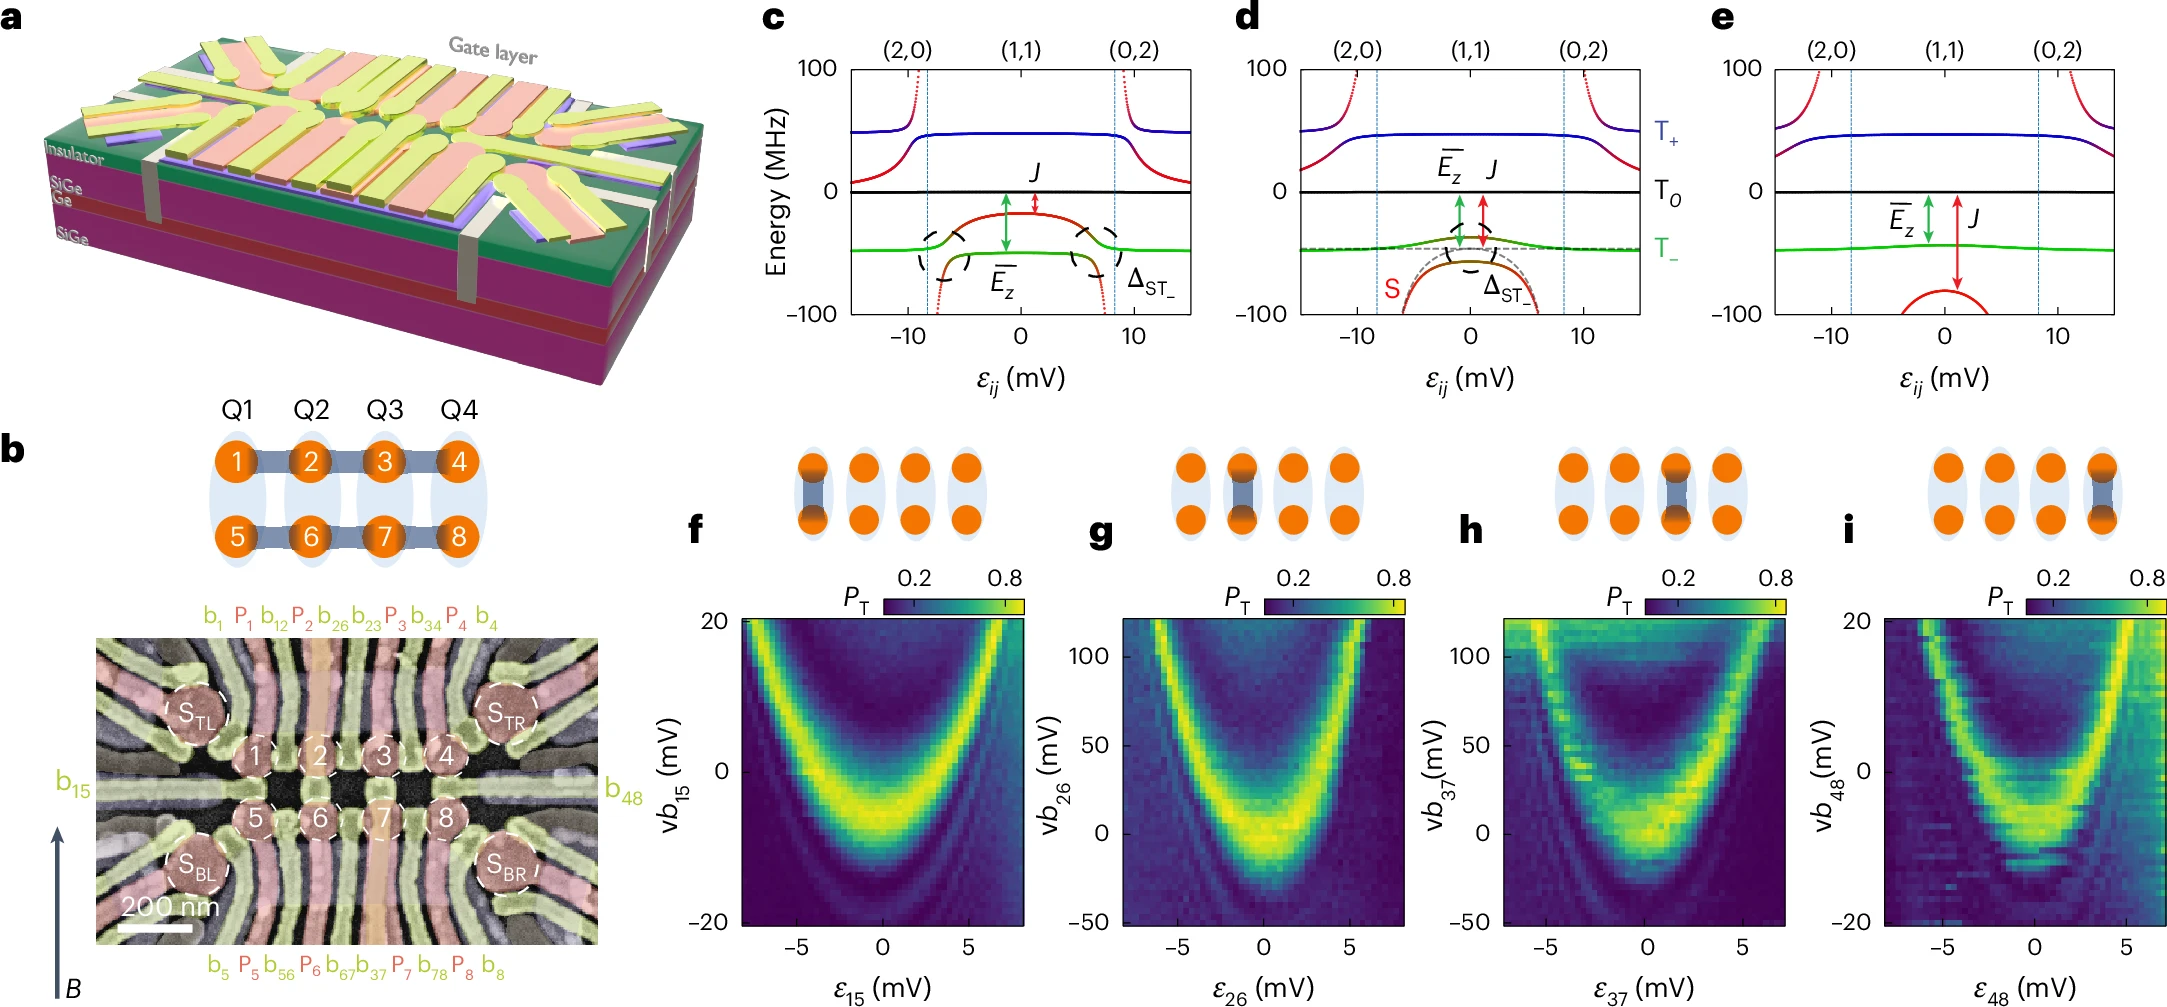 a
Gate layer
Insulator
SiGe
Ge
SiGe
b
Q1 Q2 Q3 Q4
1 2 3 4
5 6 7 8
b1 P1 b12 P2 b26 b23 P3 b34 P4 b4
STL STR
1 2 3 4
b15 b48
5 6 7 8
SBL SBR
200 nm
b5 P5 b56 P6 b67 b37 P7 b78 P8 b8
B
c
(2,0) (1,1) (0,2)
100
0
–100
Energy (MHz)
J
Ez
ΔST–
–10 0 10
εij (mV)
d
(2,0) (1,1) (0,2)
100
0
–100
Ez J
S
ΔST–
T+
T0
T–
–10 0 10
εij (mV)
e
(2,0) (1,1) (0,2)
100
0
–100
Ez J
–10 0 10
εij (mV)
f
PT 0.2 0.8
20
0
–20
vb15 (mV)
–5 0 5
ε15 (mV)
g
PT 0.2 0.8
100
50
0
–50
vb26 (mV)
–5 0 5
ε26 (mV)
h
PT 0.2 0.8
100
50
0
–50
vb37 (mV)
–5 0 5
ε37 (mV)
i
PT 0.2 0.8
20
0
–20
vb48 (mV)
–5 0 5
ε48 (mV)